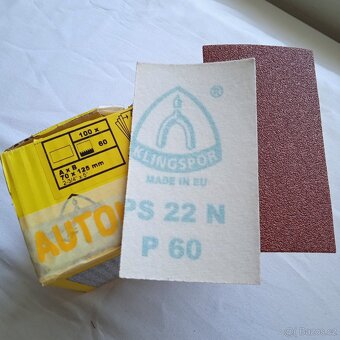 100 x
60
A x B
70 x 125 mm
AUTO
®
KLINGSPOR
MADE IN EU
PS 22 N
P 60